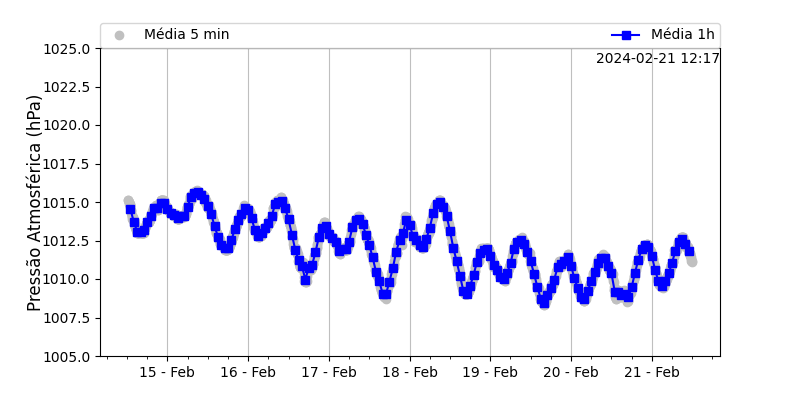 Média 5 min
Média 1h
2024-02-21 12:17
Pressão Atmosférica (hPa)
1025.0
1022.5
1020.0
1017.5
1015.0
1012.5
1010.0
1007.5
1005.0
15 - Feb
16 - Feb
17 - Feb
18 - Feb
19 - Feb
20 - Feb
21 - Feb